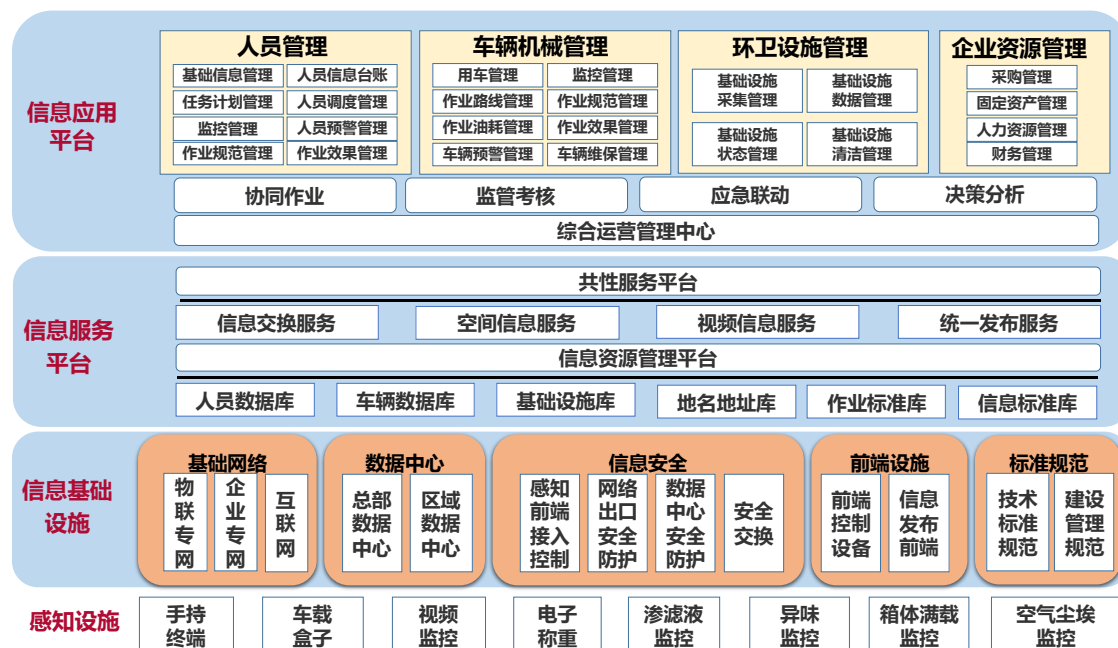 信息应用
平台
人员管理
基础信息管理
人员信息台账
任务计划管理
人员调度管理
监控管理
人员预警管理
作业规范管理
作业效果管理
车辆机械管理
用车管理
监控管理
作业路线管理
作业规范管理
作业油耗管理
作业效果管理
车辆预警管理
车辆维保管理
环卫设施管理
基础设施
采集管理
基础设施
数据管理
基础设施
状态管理
基础设施
清洁管理
企业资源管理
采购管理
固定资产管理
人力资源管理
财务管理
协同作业
监管考核
应急联动
决策分析
综合运营管理中心
信息服务
平台
共性服务平台
信息交换服务
空间信息服务
视频信息服务
统一发布服务
信息资源管理平台
人员数据库
车辆数据库
基础设施库
地名地址库
作业标准库
信息标准库
信息基础
设施
基础网络
物
联
专
网
企
业
专
网
互
联
网
数据中心
总部
数据
中心
区域
数据
中心
信息安全
感知
前端
接入
控制
网络
出口
安全
防护
数据
中心
安全
防护
安全
交换
前端设施
前端
控制
设备
信息
发布
前端
标准规范
技术
标准
规范
建设
管理
规范
感知设施
手持
终端
车载
盒子
视频
监控
电子
称重
渗滤液
监控
异味
监控
箱体满载
监控
空气尘埃
监控